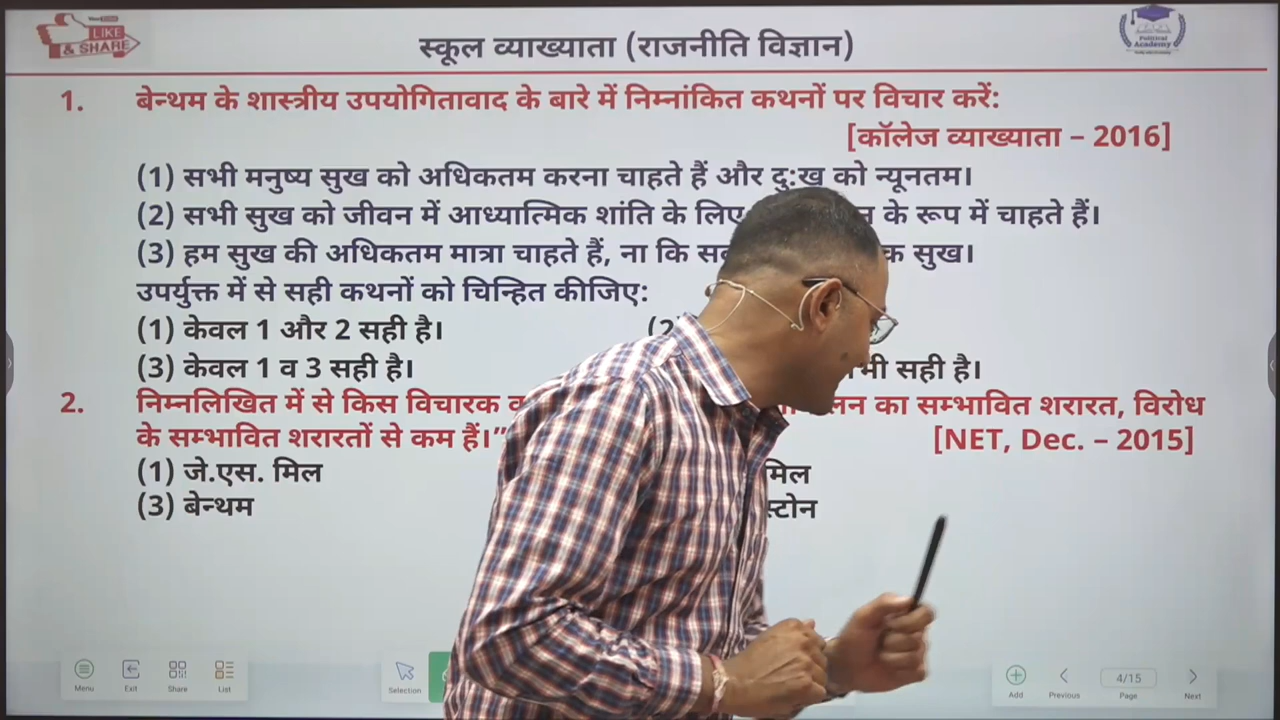 LIKE
& SHARE
स्कूल व्याख्याता (राजनीति विज्ञान)
Political
Academy
1. बेन्थम के शास्त्रीय उपयोगितावाद के बारे में निम्नांकित कथनों पर विचार करें:
[कॉलेज व्याख्याता – 2016]
(1) सभी मनुष्य सुख को अधिकतम करना चाहते हैं और दुःख को न्यूनतम।
(2) सभी सुख को जीवन में आध्यात्मिक शांति के लिए के रूप में चाहते हैं।
(3) हम सुख की अधिकतम मात्रा चाहते हैं, ना कि सुख।
उपर्युक्त में से सही कथनों को चिन्हित कीजिए:
(1) केवल 1 और 2 सही है। (2
(3) केवल 1 व 3 सही है। सही है।
2. निम्नलिखित में से किस विचारक का सम्भावित शरारत, विरोध
के सम्भावित शरारतों से कम हैं।” [NET, Dec. – 2015]
(1) जे.एस. मिल मिल
(3) बेन्थम स्टोन
Menu Exit Share List Selection Add Previous 4/15 Page Next